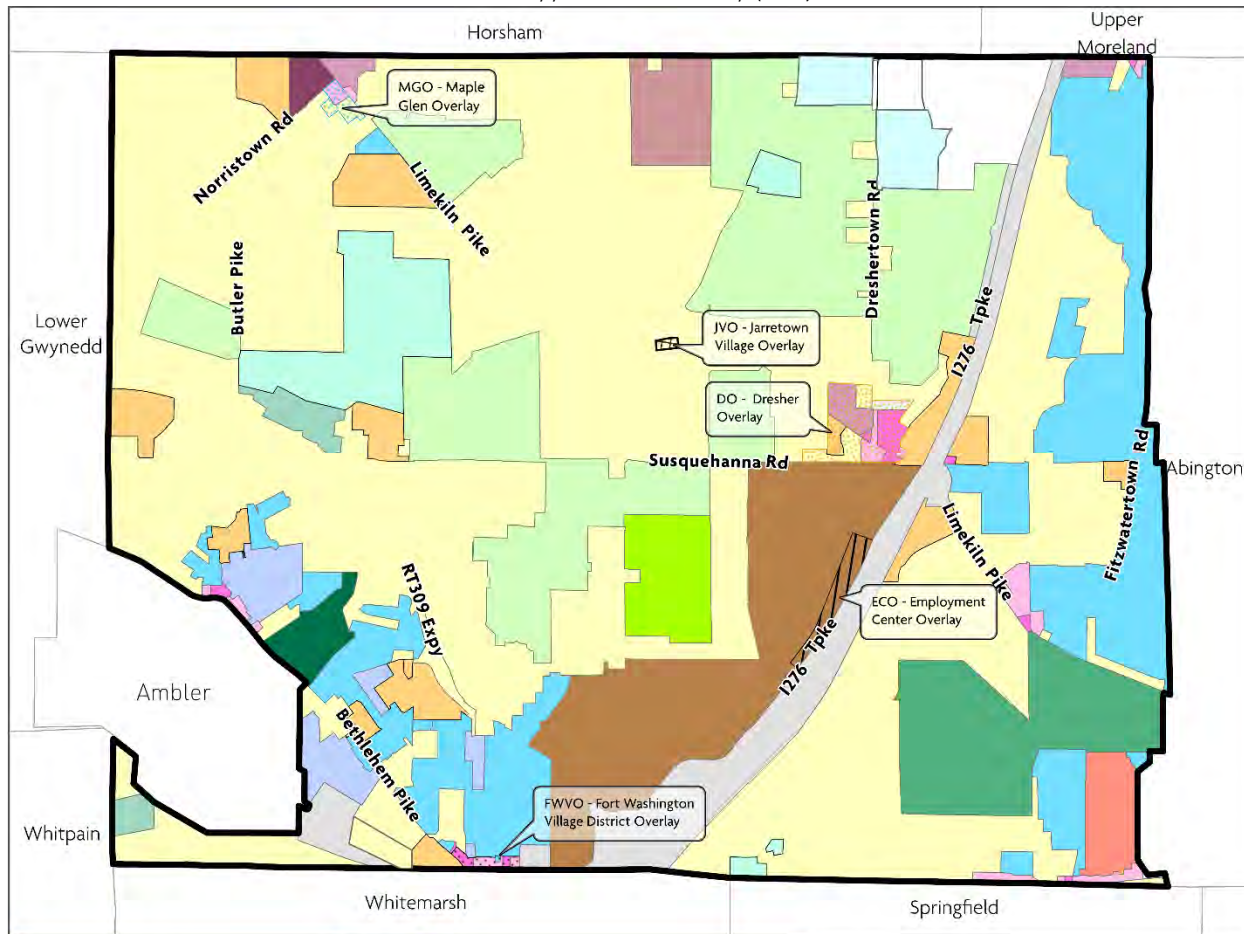 Horsham
Upper
Moreland
MGO - Maple
Glen Overlay
Norristown Rd
Limekiln Pike
Butler Pike
Dreshertown Rd
Lower
Gwynedd
JVO - Jarretown
Village Overlay
I276 Tpke
DO - Dresher
Overlay
Susquehanna Rd
Abington
Fitzwatertown Rd
Limekiln Pike
RT309 Expy
ECO - Employment
Center Overlay
I276 Tpke
Ambler
Bethlehem Pike
FWVO - Fort Washington
Village District Overlay
Whitpain
Whitemarsh
Springfield